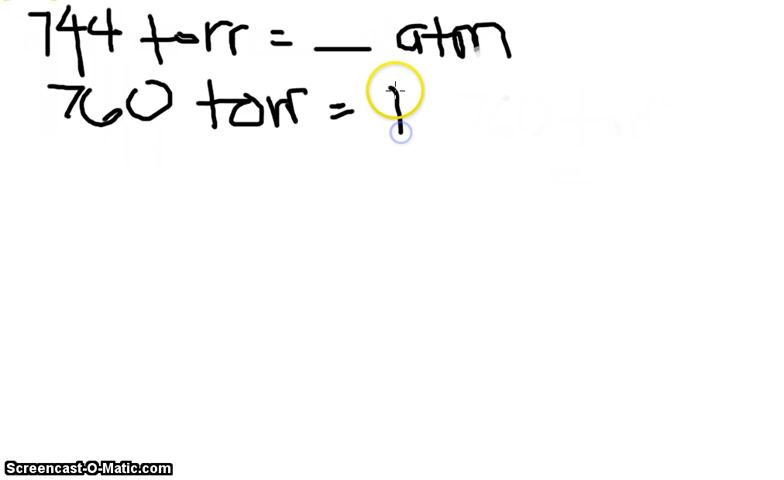 744 torr = __ atm
760 torr = 1
Screencast-O-Matic.com